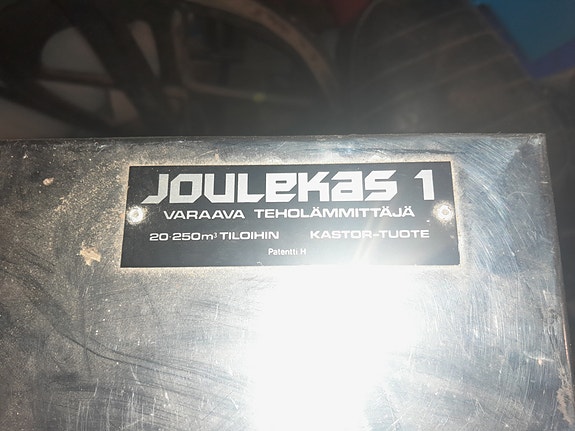 JOULEKAS 1
VARAAVA TEHOLÄMMITTÄJÄ
20-250m³ TILOIHIN KASTOR-TUOTE
Patentti.H